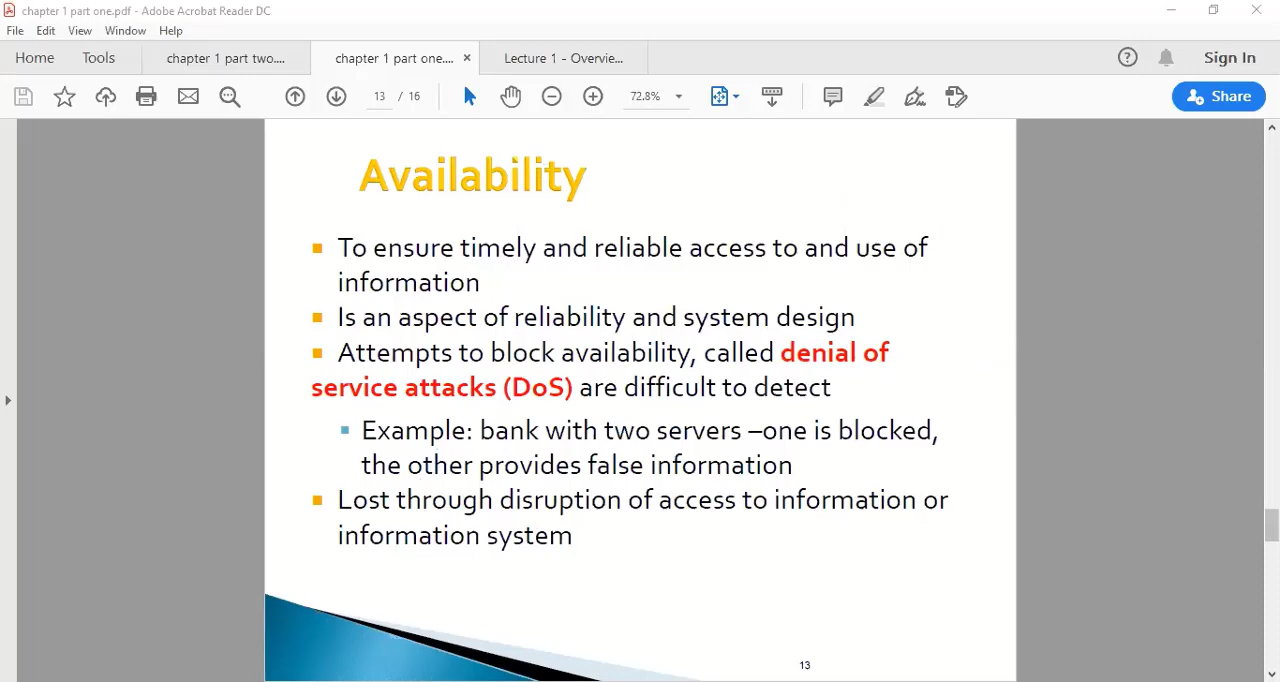 chapter 1 part one.pdf - Adobe Acrobat Reader DC
File Edit View Window Help
Home Tools chapter 1 part two.... chapter 1 part one.... × Lecture 1 - Overvie... Sign In
13 / 16 72.8% Share
Availability
To ensure timely and reliable access to and use of
information
Is an aspect of reliability and system design
Attempts to block availability, called denial of
service attacks (DoS) are difficult to detect
Example: bank with two servers –one is blocked,
the other provides false information
Lost through disruption of access to information or
information system
13